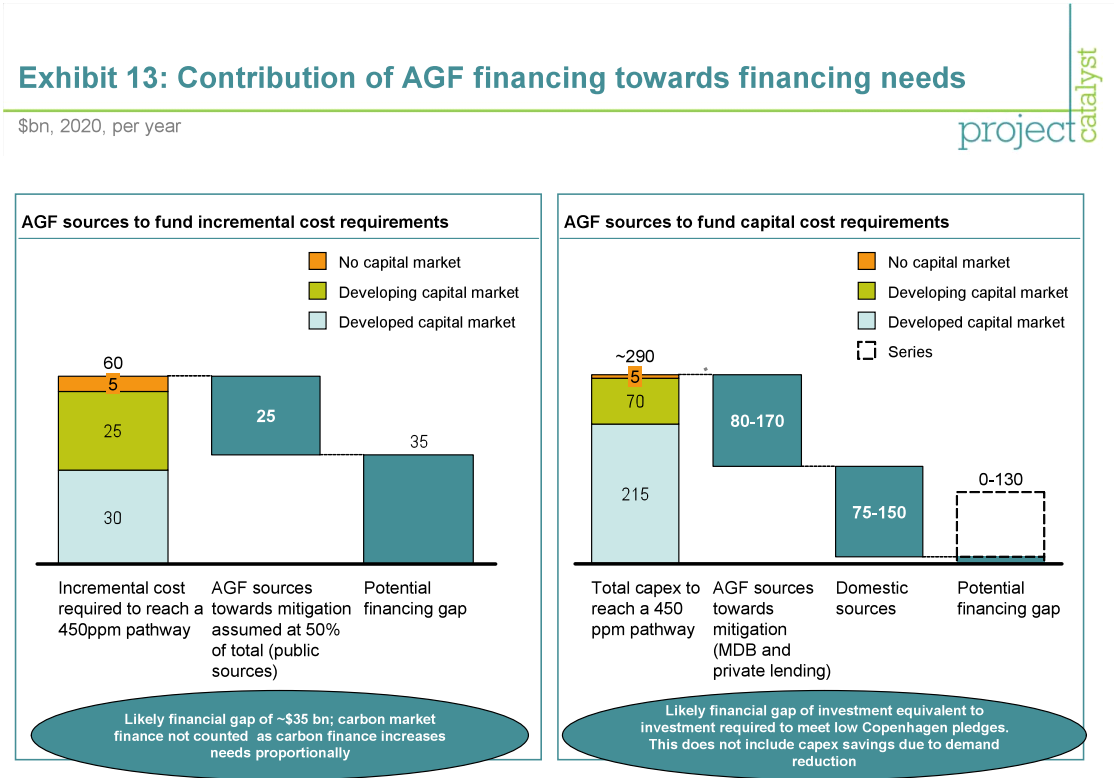 Exhibit 13: Contribution of AGF financing towards financing needs
$bn, 2020, per year
project
catalyst
AGF sources to fund incremental cost requirements
No capital market
Developing capital market
Developed capital market
60
5
25
30
25
35
Incremental cost
required to reach a
450ppm pathway
AGF sources
towards mitigation
assumed at 50%
of total (public
sources)
Potential
financing gap
Likely financial gap of ~$35 bn; carbon market
finance not counted as carbon finance increases
needs proportionally
AGF sources to fund capital cost requirements
No capital market
Developing capital market
Developed capital market
Series
~290
5
70
215
*
80-170
75-150
0-130
Total capex to
reach a 450
ppm pathway
AGF sources
towards
mitigation
(MDB and
private lending)
Domestic
sources
Potential
financing gap
Likely financial gap of investment equivalent to
investment required to meet low Copenhagen pledges.
This does not include capex savings due to demand
reduction